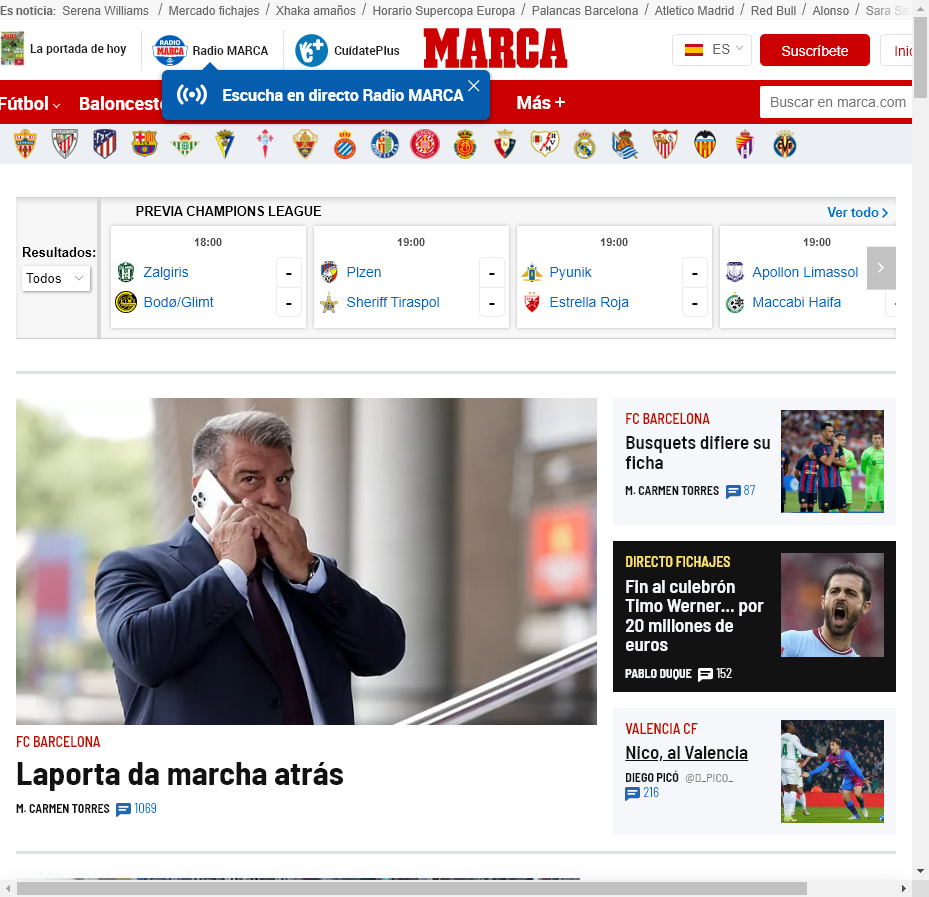 Es noticia: Serena Williams / Mercado fichajes / Xhaka amaños / Horario Supercopa Europa / Palancas Barcelona / Atletico Madrid / Red Bull / Alonso / Sara
La portada de hoy
RADIO MARCA
Radio MARCA
CuídatePlus
MARCA
ES
Suscríbete
Fútbol
Baloncest
Escucha en directo Radio MARCA
Más +
Buscar en marca.com
PREVIA CHAMPIONS LEAGUE
Ver todo
Resultados:
Todos
18:00
Zalgiris -
Bodø/Glimt -
19:00
Plzen -
Sheriff Tiraspol -
19:00
Pyunik -
Estrella Roja -
19:00
Apollon Limassol
Maccabi Haifa
FC BARCELONA
Laporta da marcha atrás
M. CARMEN TORRES 1069
FC BARCELONA
Busquets difiere su
ficha
M. CARMEN TORRES 87
DIRECTO FICHAJES
Fin al culebrón
Timo Werner... por
20 millones de
euros
PABLO DUQUE 152
VALENCIA CF
Nico, al Valencia
DIEGO PICÓ @D_PICO_
216